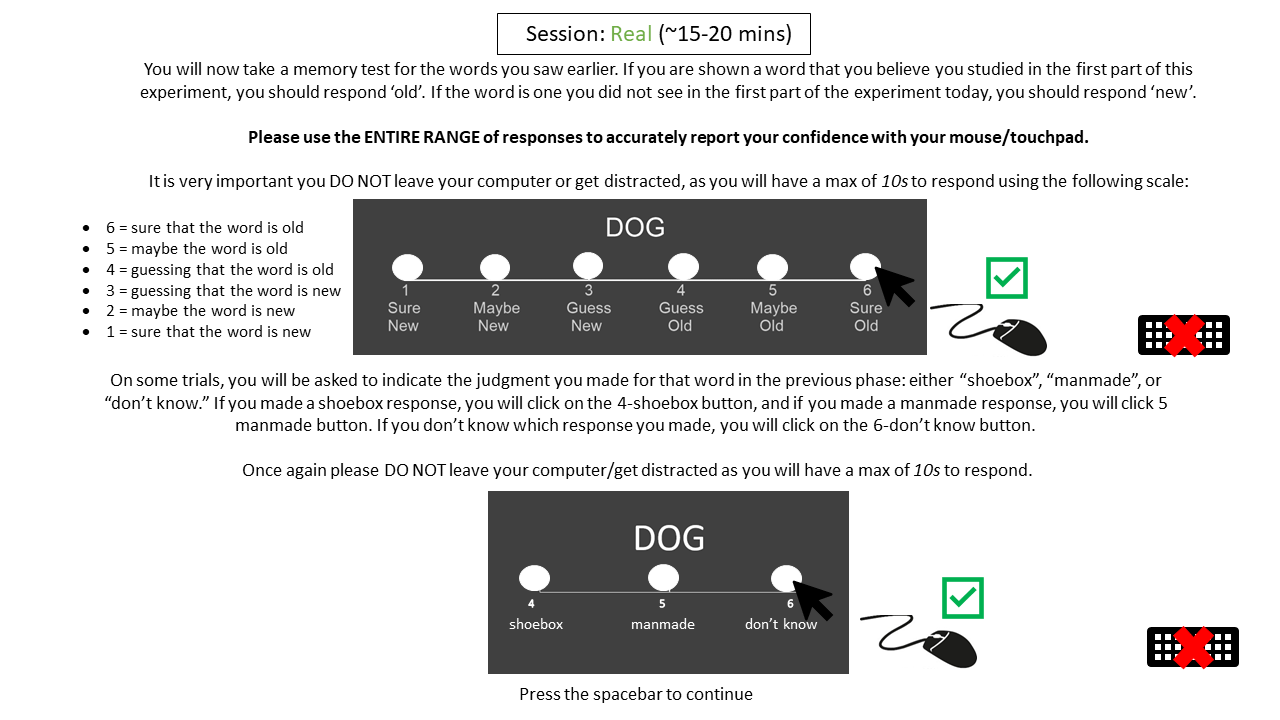 Session: Real (~15-20 mins)
You will now take a memory test for the words you saw earlier. If you are shown a word that you believe you studied in the first part of this
experiment, you should respond ‘old’. If the word is one you did not see in the first part of the experiment today, you should respond ‘new’.
Please use the ENTIRE RANGE of responses to accurately report your confidence with your mouse/touchpad.
It is very important you DO NOT leave your computer or get distracted, as you will have a max of 10s to respond using the following scale:
• 6 = sure that the word is old
• 5 = maybe the word is old
• 4 = guessing that the word is old
• 3 = guessing that the word is new
• 2 = maybe the word is new
• 1 = sure that the word is new
DOG
1 2 3 4 5 6
Sure Maybe Guess Guess Maybe Sure
New New New Old Old Old
On some trials, you will be asked to indicate the judgment you made for that word in the previous phase: either “shoebox”, “manmade”, or
“don’t know.” If you made a shoebox response, you will click on the 4-shoebox button, and if you made a manmade response, you will click 5
manmade button. If you don’t know which response you made, you will click on the 6-don’t know button.
Once again please DO NOT leave your computer/get distracted as you will have a max of 10s to respond.
DOG
4 5 6
shoebox manmade don’t know
Press the spacebar to continue